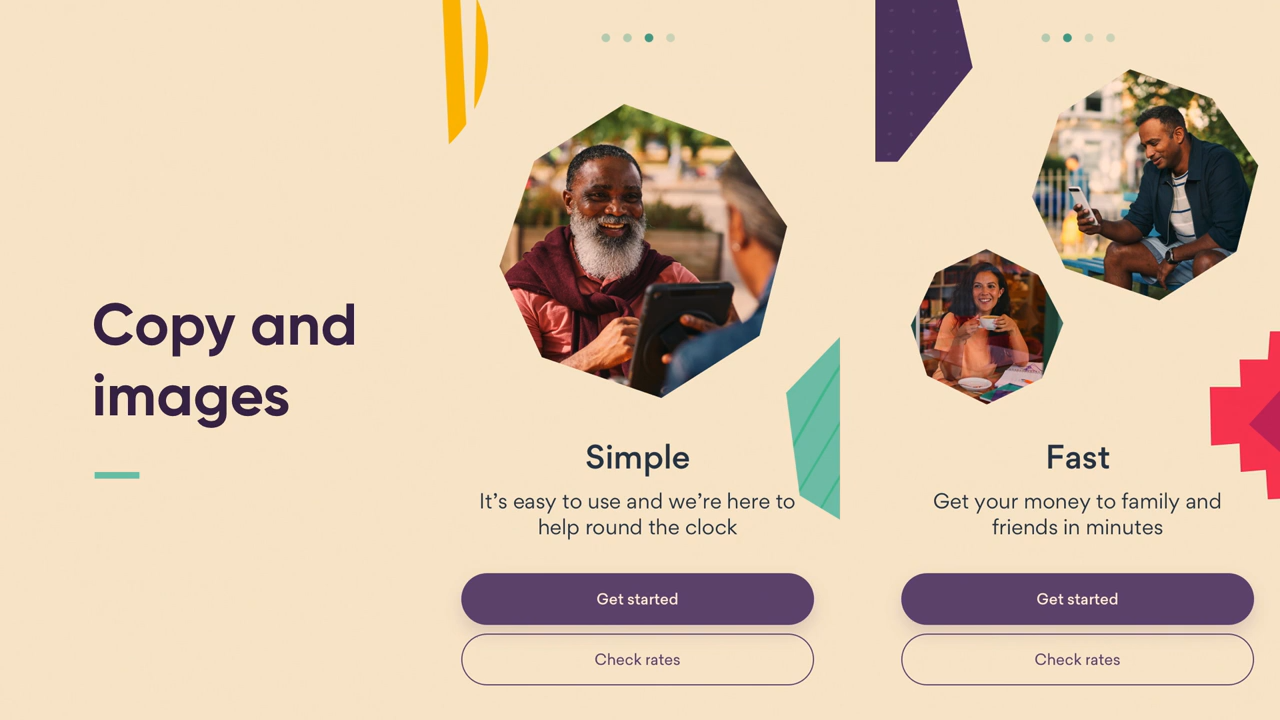 Copy and
images
Simple
It’s easy to use and we’re here to
help round the clock
Get started
Check rates
Fast
Get your money to family and
friends in minutes
Get started
Check rates